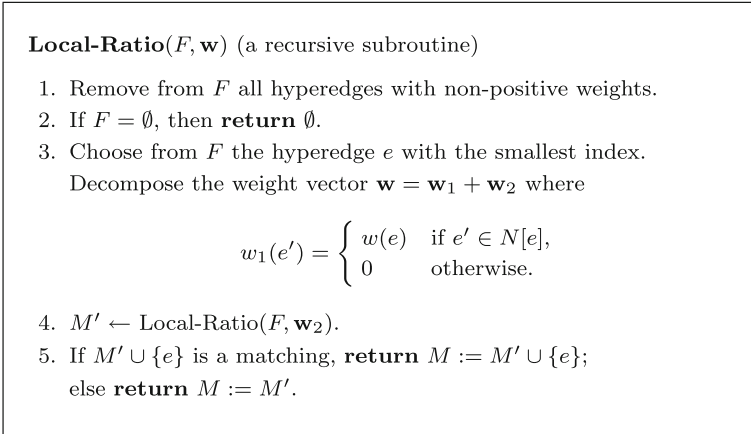 Local-Ratio(F, w) (a recursive subroutine)
1. Remove from F all hyperedges with non-positive weights.
2. If F = ∅, then return ∅.
3. Choose from F the hyperedge e with the smallest index.
Decompose the weight vector w = w₁ + w₂ where
w₁(e′) = { w(e) if e′ ∈ N[e],
0 otherwise.
4. M′ ← Local-Ratio(F, w₂).
5. If M′ ∪ {e} is a matching, return M := M′ ∪ {e};
else return M := M′.